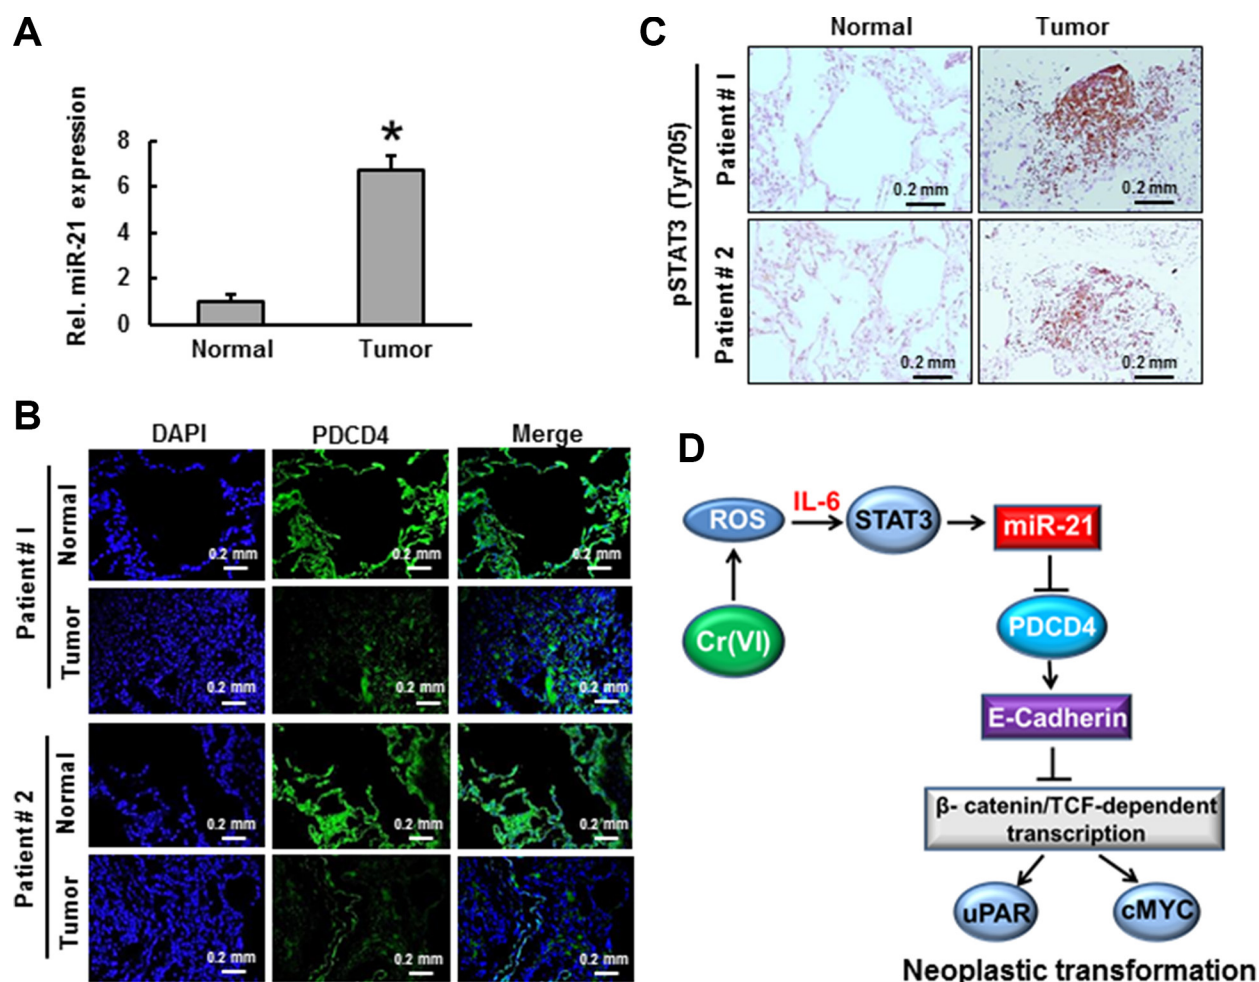 A
Rel. miR-21 expression
8
6
4
2
0
*
Normal
Tumor
B
DAPI
PDCD4
Merge
Patient# 1
Normal
0.2 mm
0.2 mm
0.2 mm
Tumor
0.2 mm
0.2 mm
0.2 mm
Patient# 2
Normal
0.2 mm
0.2 mm
0.2 mm
Tumor
0.2 mm
0.2 mm
0.2 mm
C
Normal
Tumor
pSTAT3 (Tyr705)
Patient# 1
0.2 mm
0.2 mm
Patient# 2
0.2 mm
0.2 mm
D
ROS
IL-6
STAT3
miR-21
Cr(VI)
PDCD4
E-Cadherin
β- catenin/TCF-dependent
transcription
uPAR
cMYC
Neoplastic transformation